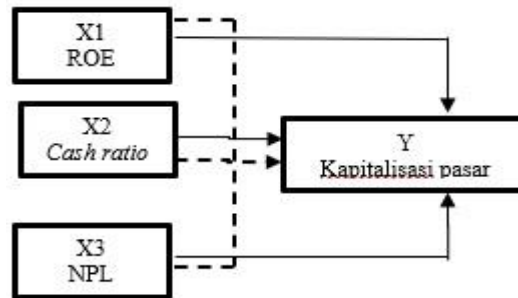 X1
ROE
X2
Cash ratio
Y
Kapitalisasi pasar
X3
NPL